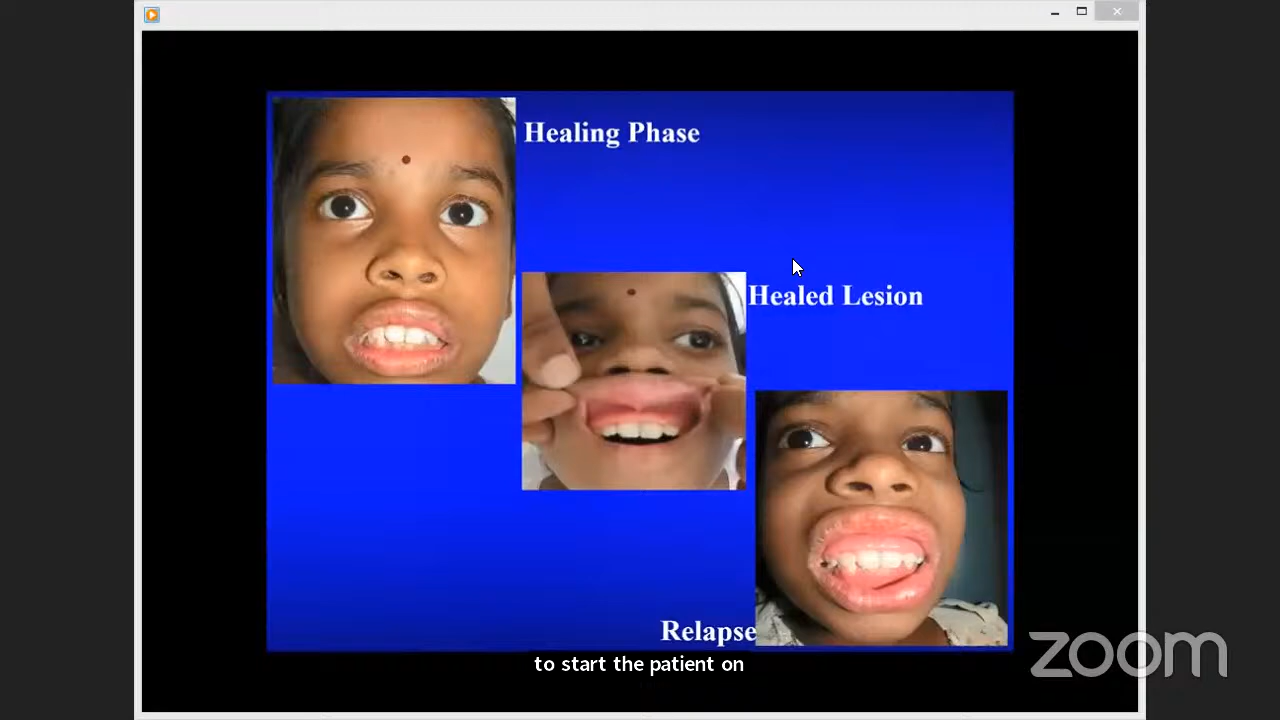 Healing Phase
Healed Lesion
Relapse
to start the patient on
zoom